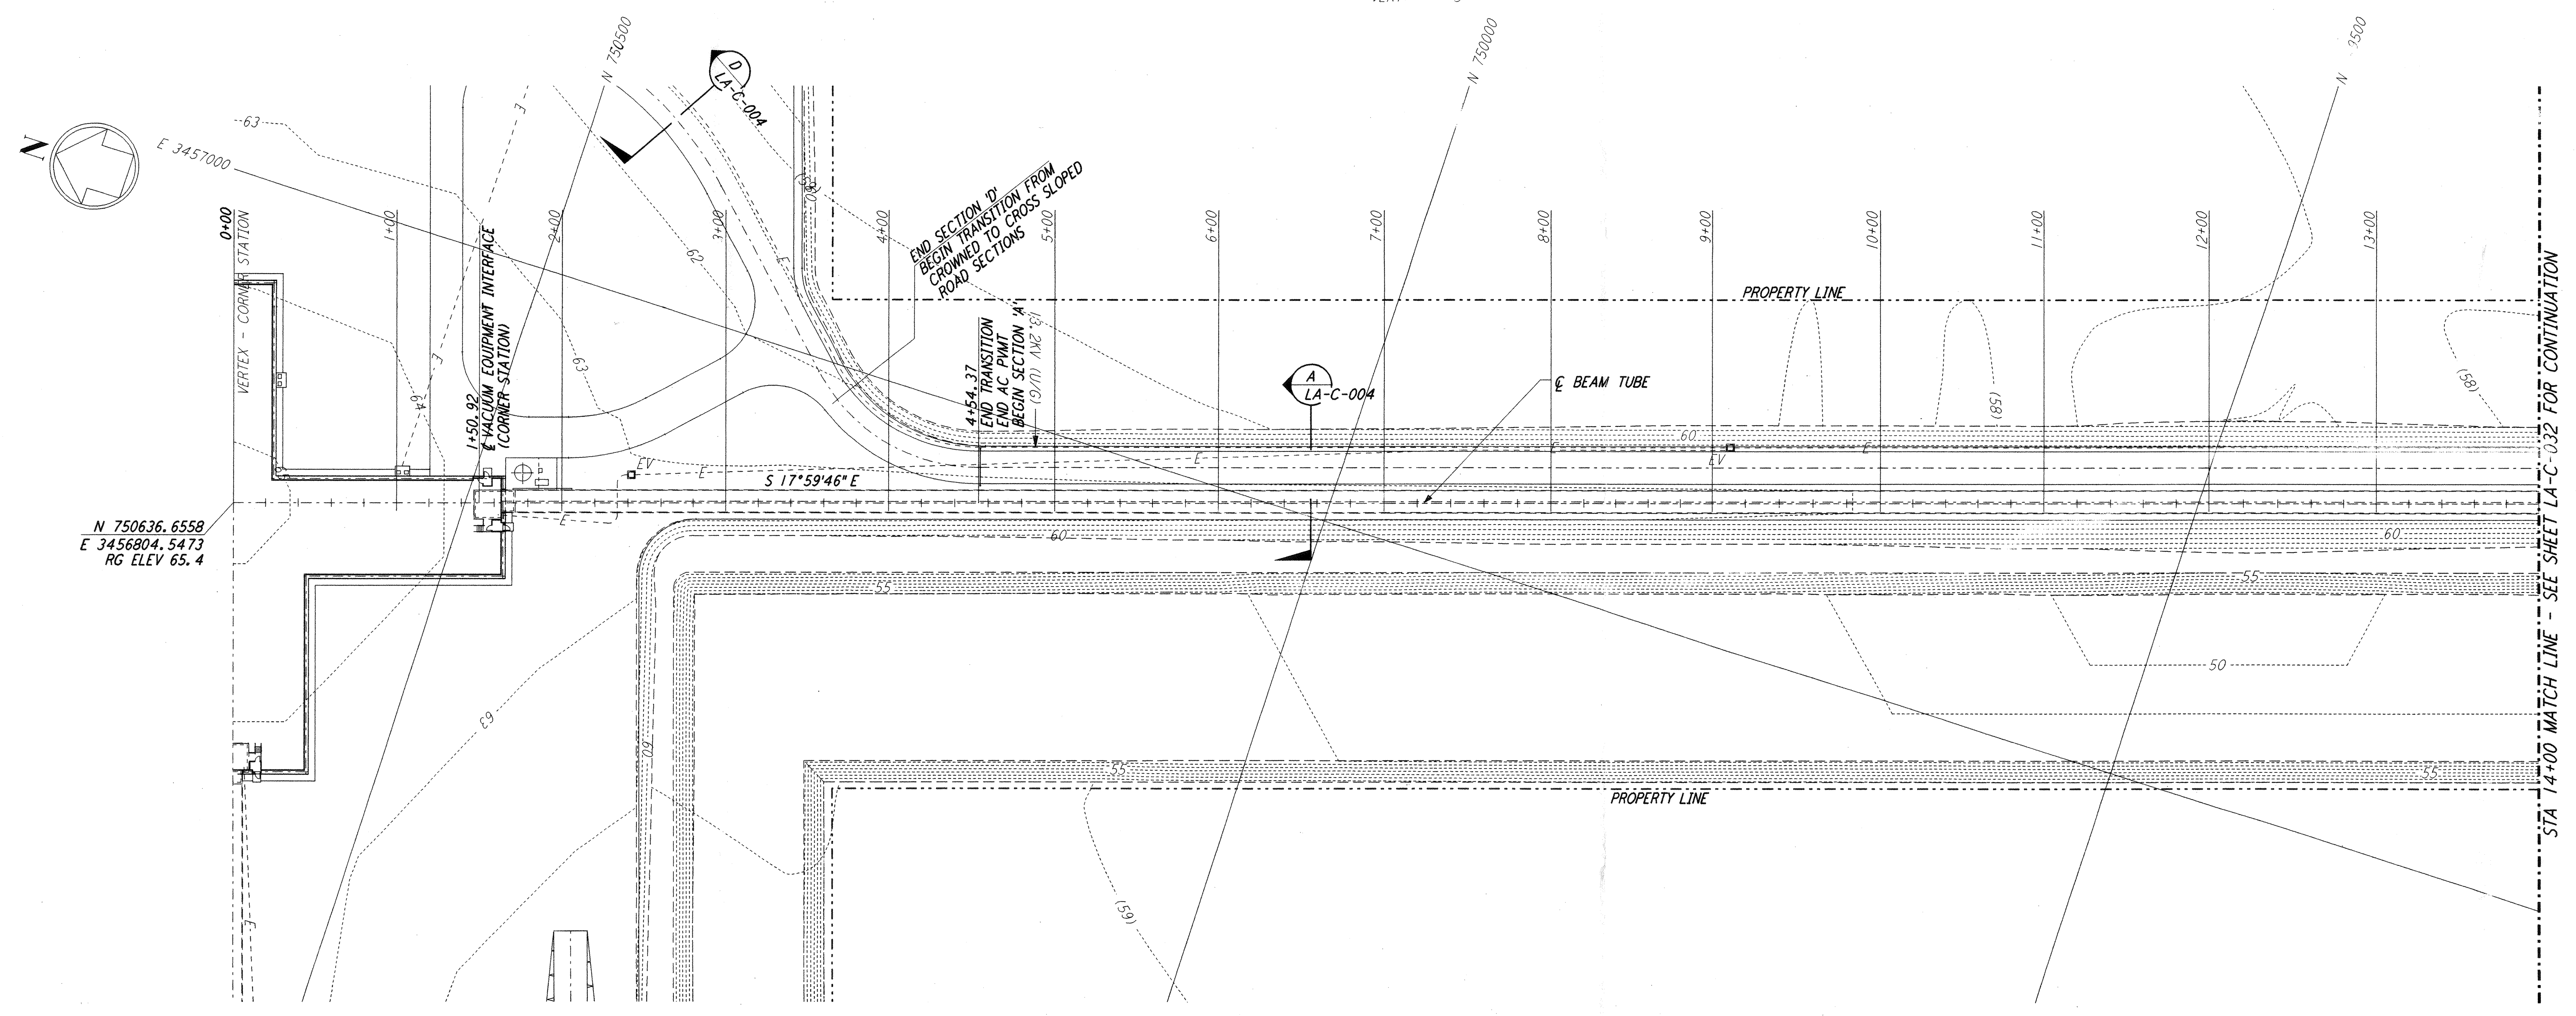 N 750500
N 750000
N
D
LA-C-004
N
63
E 3457000
E
0+00
VERTEX - CORNER STATION
1+00
1+50.92
℄ VACUUM EQUIPMENT INTERFACE
(CORNER STATION)
2+00
3+00
4+00
5+00
6+00
7+00
8+00
9+00
10+00
11+00
12+00
13+00
END SECTION 'D'
BEGIN TRANSITION FROM
CROWNED TO CROSS SLOPED
ROAD SECTIONS
62
E
E
63
64
4+54.37
END TRANSITION
END AC PVMT
BEGIN SECTION 'A'
13.2KV (U/G)
PROPERTY LINE
A
LA-C-004
℄ BEAM TUBE
(58)
(58)
60
EV
E
E
E
EV
E
S 17°59'46" E
E
N 750636.6558
E 3456804.5473
RG ELEV 65.4
60
60
55
55
50
63
60
55
55
PROPERTY LINE
(59)
E
STA 14+00 MATCH LINE - SEE SHEET LA-C-032 FOR CONTINUATION